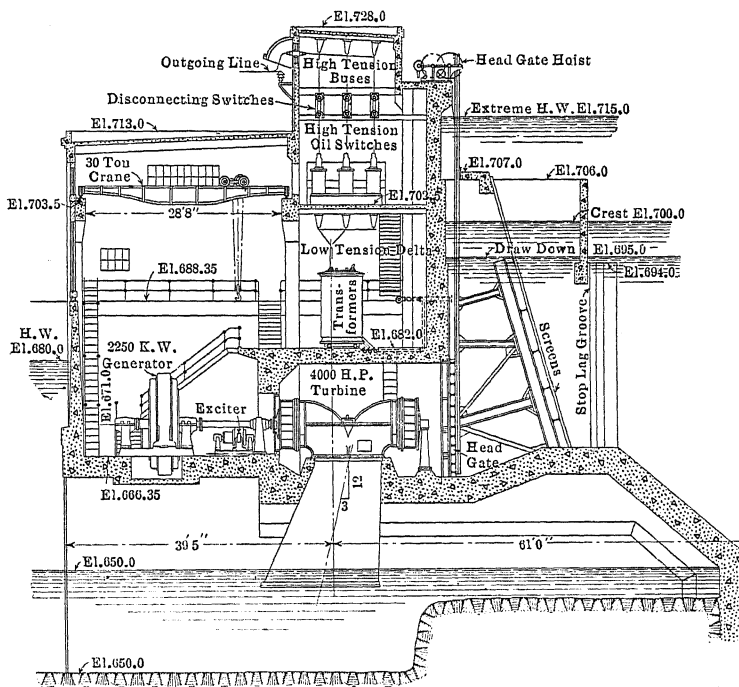 El.728.0
Outgoing Line
High Tension
Buses
Head Gate Hoist
Disconnecting Switches
Extreme H.W. El.715.0
El.713.0
High Tension
Oil Switches
30 Tou
Crane
El.707.0
El.706.0
El.703.5
El.702
28'8"
Crest El.700.0
Low Tension Delta
Draw Down
El.695.0
El.694.0
El.688.35
Trans-
formers
H.W.
El.680.0
2250 K.W.
Generator
El.682.0
4000 H.P.
Turbine
El.671.0
Exciter
Screens
Stop Lag Groove
Head
Gate
El.666.35
12
3
39'5"
61'0"
El.650.0
El.650.0